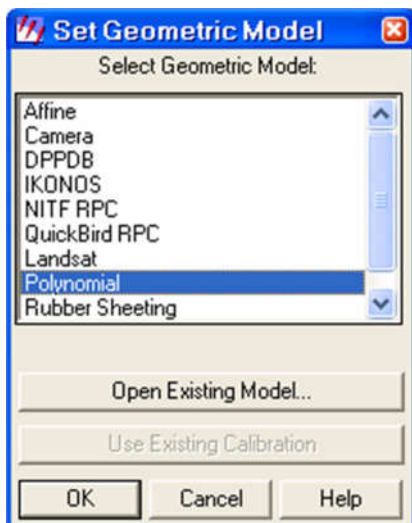 Set Geometric Model
Select Geometric Model:
Affine
Camera
DPPDB
IKONOS
NITF RPC
QuickBird RPC
Landsat
Polynomial
Rubber Sheeting
Open Existing Model...
Use Existing Calibration
OK Cancel Help